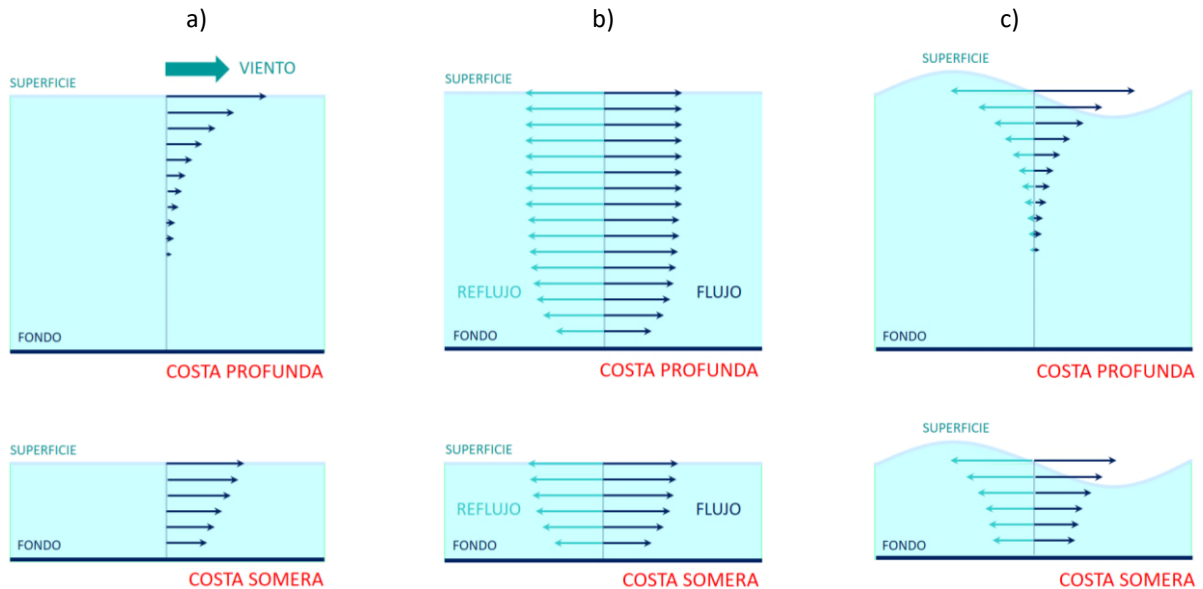 a)
b)
c)
VIENTO
SUPERFICIE
REFLUJO
FLUJO
FONDO
COSTA PROFUNDA
SUPERFICIE
FONDO
COSTA PROFUNDA
SUPERFICIE
FONDO
COSTA PROFUNDA
SUPERFICIE
FONDO
COSTA SOMERA
SUPERFICIE
REFLUJO
FLUJO
FONDO
COSTA SOMERA
SUPERFICIE
FONDO
COSTA SOMERA